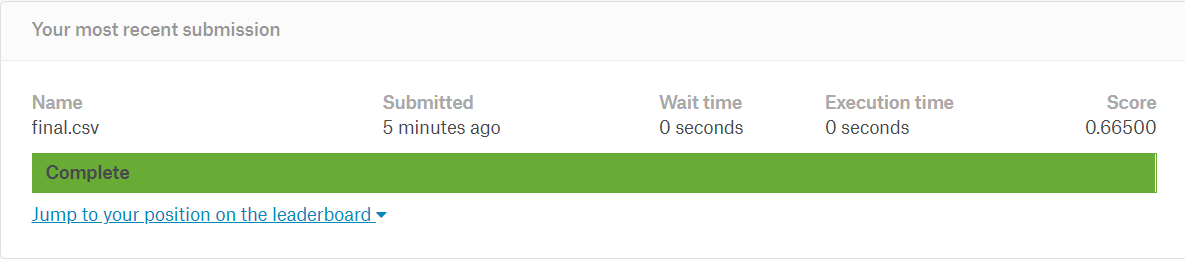 Your most recent submission
Name Submitted Wait time Execution time Score
final.csv 5 minutes ago 0 seconds 0 seconds 0.66500
Complete
Jump to your position on the leaderboard